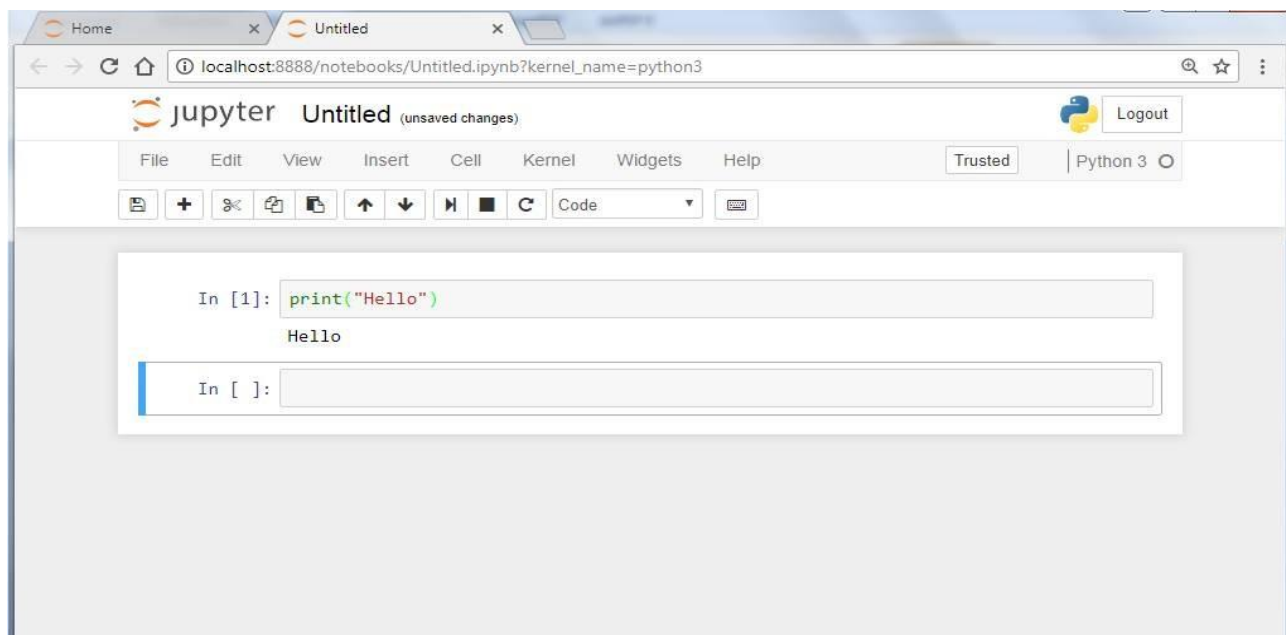 Home
Untitled
localhost:8888/notebooks/Untitled.ipynb?kernel_name=python3
jupyter Untitled (unsaved changes)
Logout
File Edit View Insert Cell Kernel Widgets Help Trusted Python 3
Code
In [1]: print("Hello")
Hello
In [ ]: